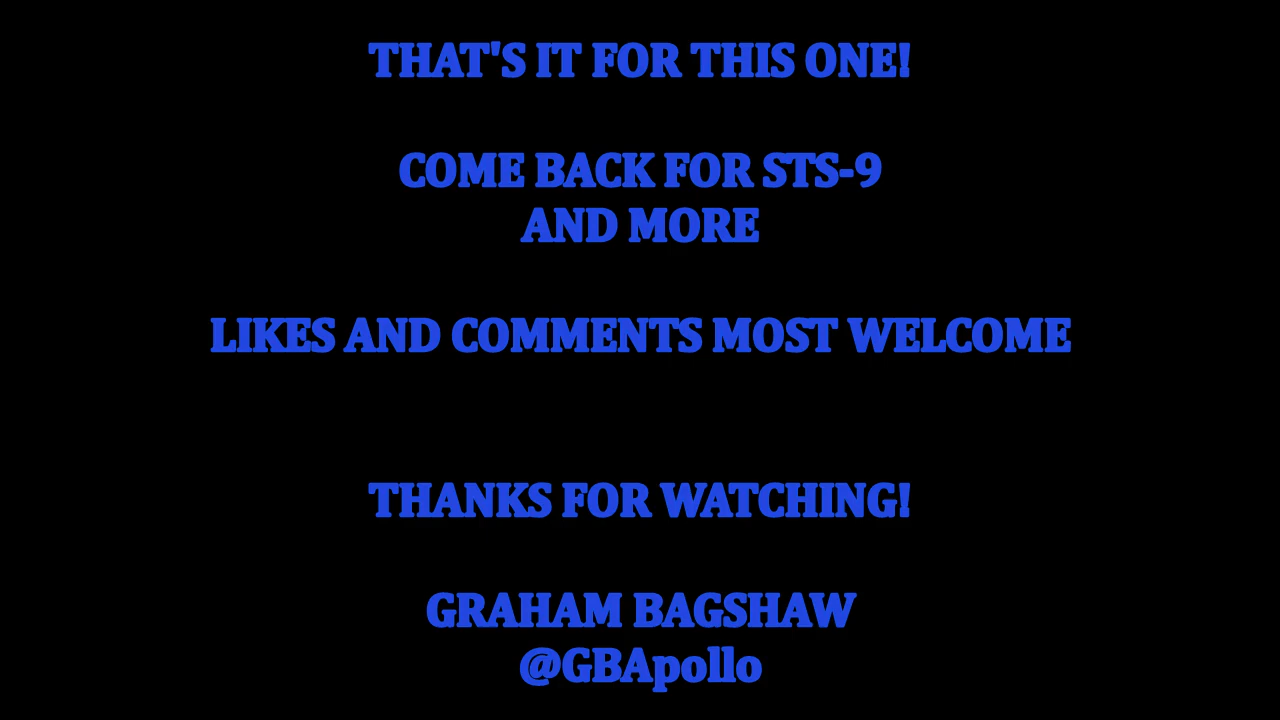 THAT'S IT FOR THIS ONE!
COME BACK FOR STS-9
AND MORE
LIKES AND COMMENTS MOST WELCOME
THANKS FOR WATCHING!
GRAHAM BAGSHAW
@GBApollo